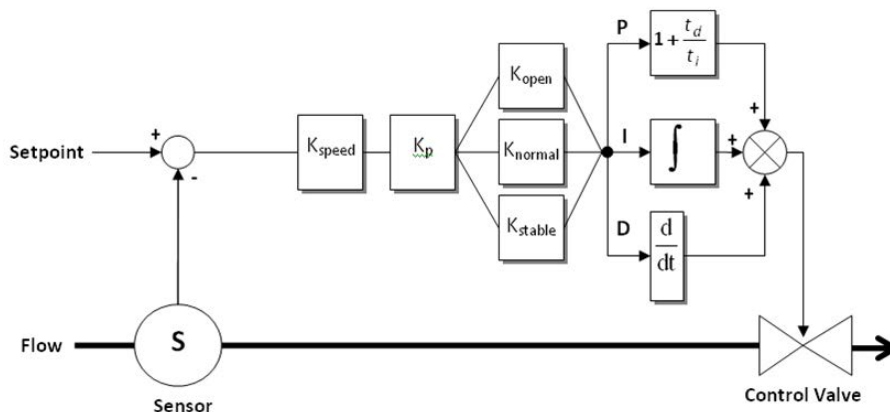 P
1 + t_d / t_i
K_open
+
Setpoint
+
-
K_speed
K_p
K_normal
I
∫
+
K_stable
+
D
d/dt
Flow
S
Sensor
Control Valve